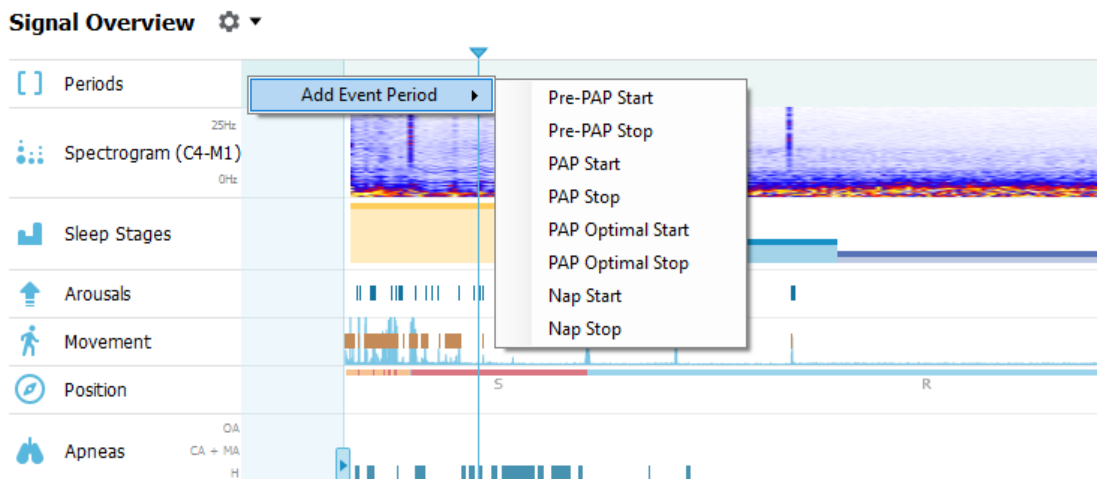 Signal Overview
Periods
Add Event Period
Pre-PAP Start
Pre-PAP Stop
PAP Start
PAP Stop
PAP Optimal Start
PAP Optimal Stop
Nap Start
Nap Stop
25Hz
Spectrogram (C4-M1)
0Hz
Sleep Stages
Arousals
Movement
Position
S
R
Apneas
OA
CA + MA
H